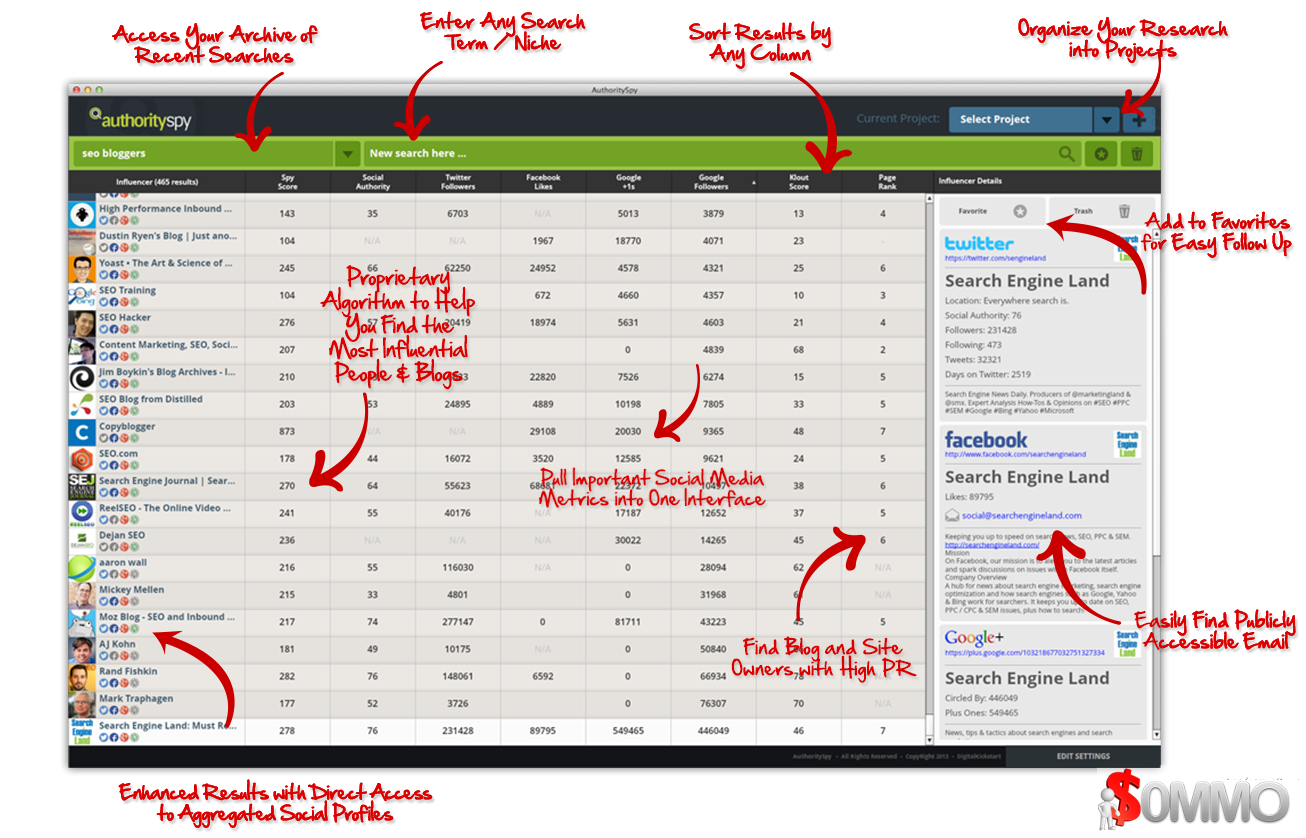 Access Your Archive of
Recent Searches
Enter Any Search
Term / Niche
Sort Results by
Any Column
Organize Your Research
into Projects
AuthoritySpy
authorityspy
Current Project: Select Project
seo bloggers New search here ...
Influencer (465 results) Spy Score Social Authority Twitter Followers Facebook Likes Google +1s Google Followers Klout Score Page Rank Influencer Details
High Performance Inbound ... 143 35 6703 N/A 5013 3879 13 4
Dustin Ryen's Blog | Just ano... 104 N/A N/A 1967 18770 4071 23
Yoast • The Art & Science of ... 245 66 62250 24952 4578 4321 25 6
SEO Training 104 672 4660 4357 10 3
SEO Hacker 276 57 20419 18974 5631 4603 21 4
Content Marketing, SEO, Soci... 207 0 4839 68 2
Jim Boykin's Blog Archives - I... 210 22820 7526 6274 15 5
SEO Blog from Distilled 203 53 24895 4889 10198 7805 33 5
Copyblogger 873 N/A N/A 29108 20030 9365 48 7
SEO.com 178 44 16072 3520 12585 9621 24 5
Search Engine Journal | Sear... 270 64 55623 38 6
ReelSEO - The Online Video ... 241 55 40176 N/A 17187 12652 37 5
Dejan SEO 236 N/A N/A N/A 30022 14265 45 6
aaron wall 216 55 116030 N/A 0 28094 62 N/A
Mickey Mellen 215 33 4801 N/A 0 31968 N/A
Moz Blog - SEO and Inbound ... 217 74 277147 0 81711 43223 45 5
AJ Kohn 181 49 10175 N/A 0 50840
Rand Fishkin 282 76 148061 6592 0 66934 78
Mark Traphagen 177 52 3726 0 76307 70 N/A
Search Engine Land: Must Re... 278 76 231428 89795 549465 446049 46 7
Proprietary
Algorithm to Help
You Find the
Most Influential
People & Blogs
Pull Important Social Media
Metrics into One Interface
Find Blog and Site
Owners with High PR
Favorite Trash
Add to Favorites
for Easy Follow Up
twitter
https://twitter.com/sengineland
Search Engine Land
Location: Everywhere search is.
Social Authority: 76
Followers: 231428
Following: 473
Tweets: 32321
Days on Twitter: 2519
Search Engine News Daily. Producers of @marketingland &
@smx. Expert Analysis How-Tos & Opinions on #SEO #PPC
#SEM #Google #Bing #Yahoo #Microsoft
facebook
http://www.facebook.com/searchengineland
Search Engine Land
Search Engine Land
Likes: 89795
social@searchengineland.com
Keeping you up to speed on search news, SEO, PPC & SEM.
http://searchengineland.com/
Mission
On Facebook, our mission is to you to the latest articles
and spark discussions on issues Facebook itself.
Company Overview
A hub for news about search engine marketing, search engine
optimization and how search engines such as Google, Yahoo
& Bing work for searchers. It keeps you up to date on SEO,
PPC / CPC & SEM issues, plus how to search
Easily Find Publicly
Accessible Email
Google+
https://plus.google.com/103218677032751327334
Search Engine Land
Search Engine Land
Circled By: 446049
Plus Ones: 549465
News, tips & tactics about search engines and search
AuthoritySpy - All Rights Reserved - CopyRight 2013 - DigitalKickstart EDIT SETTINGS
Enhanced Results with Direct Access
to Aggregated Social Profiles
$OMMO